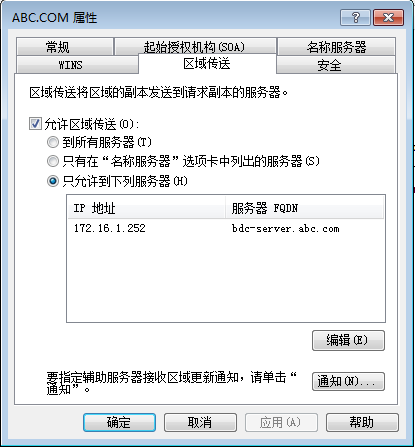 ABC.COM 属性
常规 起始授权机构(SOA) 名称服务器
WINS 区域传送 安全
区域传送将区域的副本发送到请求副本的服务器。
允许区域传送(O):
到所有服务器(T)
只有在“名称服务器”选项卡中列出的服务器(S)
只允许到下列服务器(H)
IP 地址 服务器 FQDN
172.16.1.252 bdc-server.abc.com
编辑(E)
要指定辅助服务器接收区域更新通知，请单击“
通知”。
通知(N)...
确定 取消 应用(A) 帮助